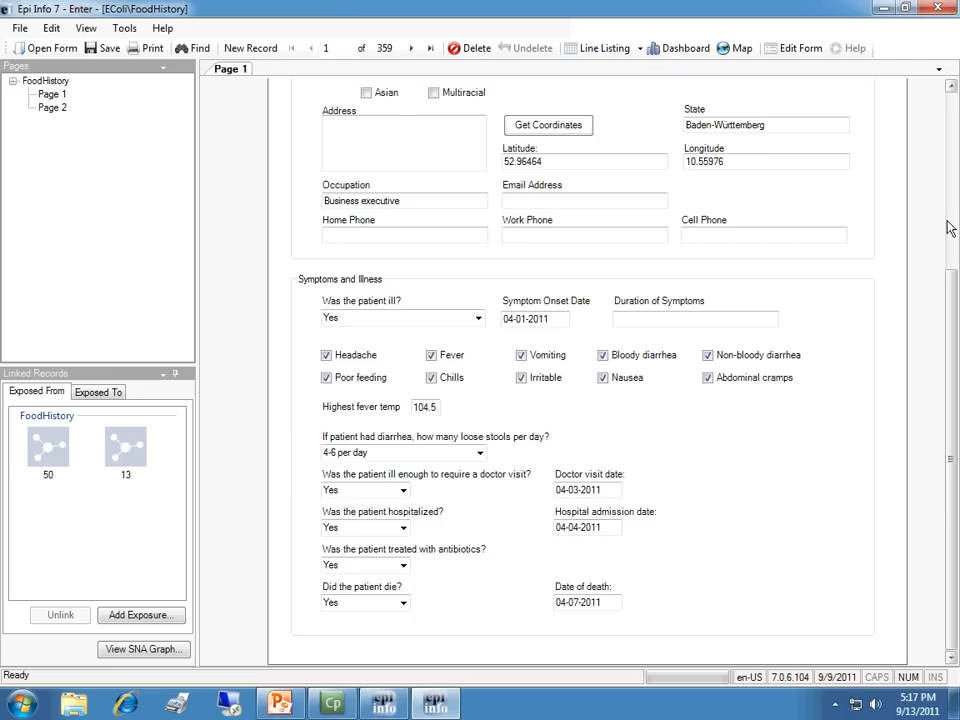 Epi Info 7 - Enter - [EColi\FoodHistory]
File Edit View Tools Help
Open Form Save Print Find New Record 1 of 359 Delete Undelete Line Listing Dashboard Map Edit Form Help
Pages
FoodHistory
Page 1
Page 2
Linked Records
Exposed From Exposed To
FoodHistory
50 13
Unlink Add Exposure...
View SNA Graph...
Page 1
Asian Multiracial
Address
Get Coordinates
State
Baden-Württemberg
Latitude: Longitude
52.96464 10.55976
Occupation Email Address
Business executive
Home Phone Work Phone Cell Phone
Symptoms and Illness
Was the patient ill? Symptom Onset Date Duration of Symptoms
Yes 04-01-2011
Headache Fever Vomiting Bloody diarrhea Non-bloody diarrhea
Poor feeding Chills Irritable Nausea Abdominal cramps
Highest fever temp 104.5
If patient had diarrhea, how many loose stools per day?
4-6 per day
Was the patient ill enough to require a doctor visit? Doctor visit date:
Yes 04-03-2011
Was the patient hospitalized? Hospital admission date:
Yes 04-04-2011
Was the patient treated with antibiotics?
Yes
Did the patient die? Date of death:
Yes 04-07-2011
Ready en-US 7.0.6.104 9/9/2011 CAPS NUM INS
Cp epi info epi info
5:17 PM
9/13/2011